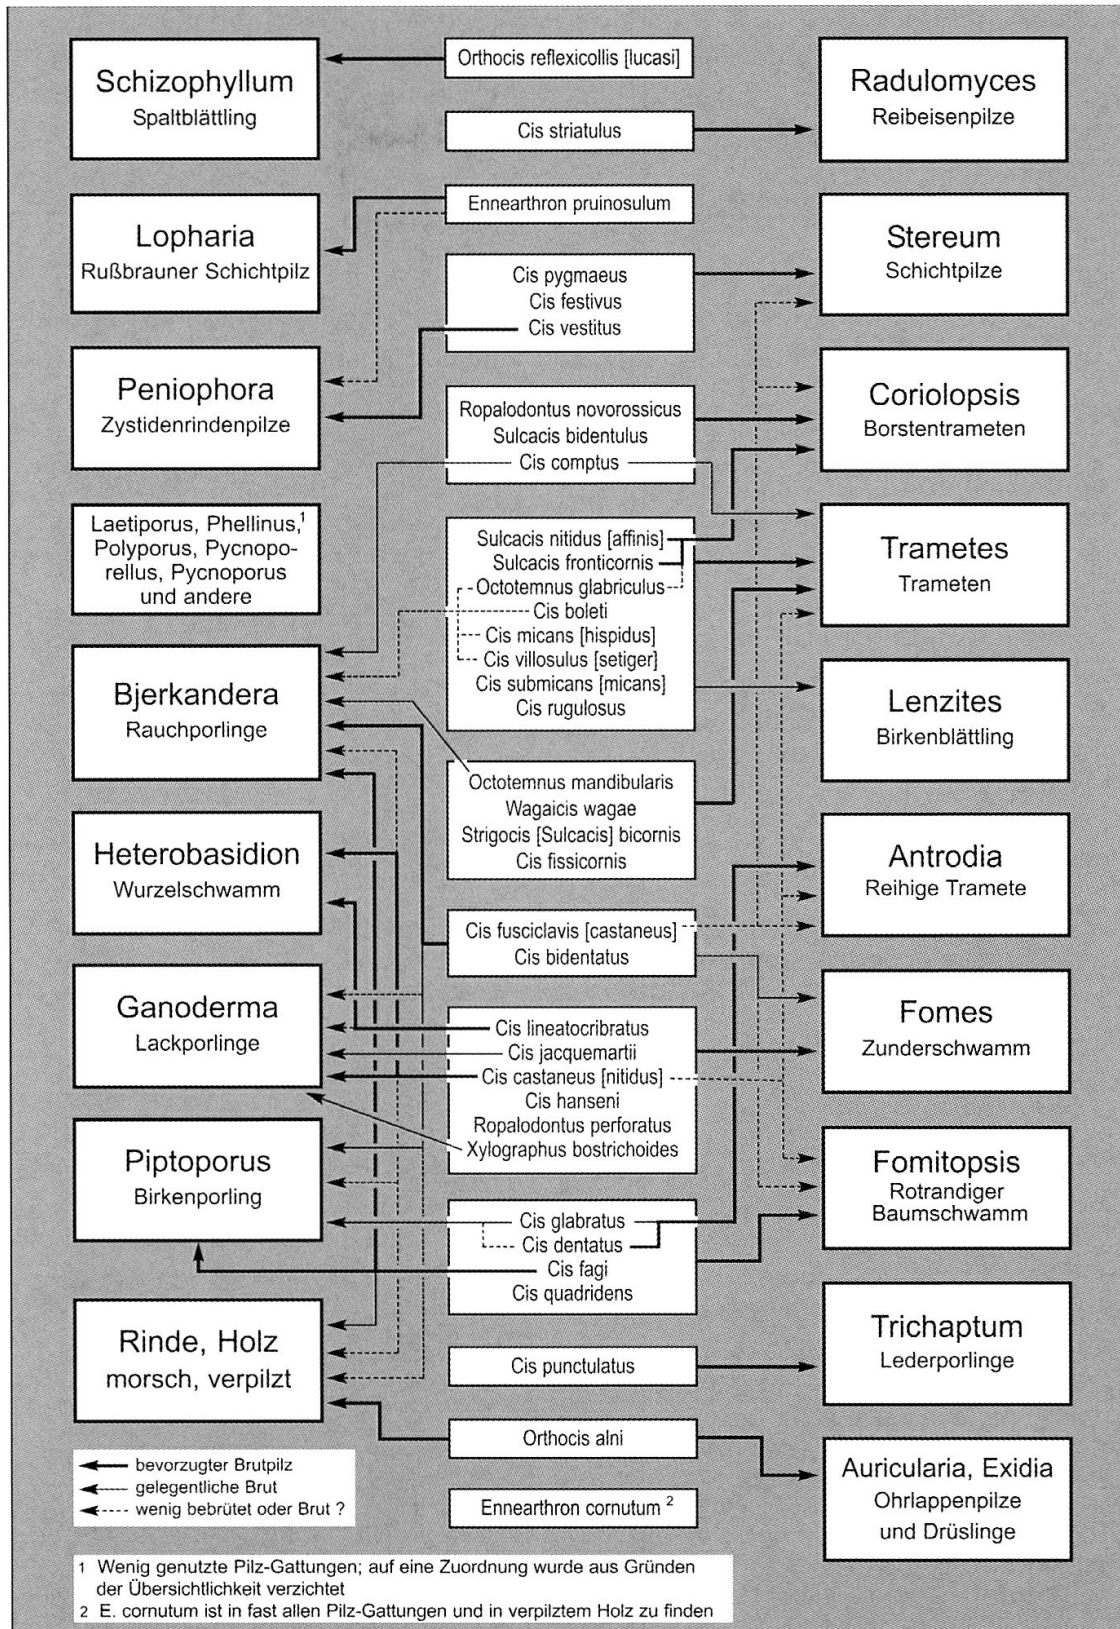 Schizophyllum
Spaltblättling
Lopharia
Rußbrauner Schichtpilz
Peniophora
Zystidenrindenpilze
Laetiporus, Phellinus,¹
Polyporus, Pycnopo-
rellus, Pycnoporus
und andere
Bjerkandera
Rauchporlinge
Heterobasidion
Wurzelschwamm
Ganoderma
Lackporlinge
Piptoporus
Birkenporling
Rinde, Holz
morsch, verpilzt
Orthocis reflexicollis [lucasi]
Cis striatulus
Ennearthron pruinosulum
Cis pygmaeus
Cis festivus
Cis vestitus
Ropalodontus novorossicus
Sulcacis bidentulus
Cis comptus
Sulcacis nitidus [affinis]
Sulcacis fronticornis
Octotemnus glabriculus
Cis boleti
Cis micans [hispidus]
Cis villosulus [setiger]
Cis submicans [micans]
Cis rugulosus
Octotemnus mandibularis
Wagaicis wagae
Strigocis [Sulcacis] bicornis
Cis fissicornis
Cis fusciclavis [castaneus]
Cis bidentatus
Cis lineatocribratus
Cis jacquemartii
Cis castaneus [nitidus]
Cis hanseni
Ropalodontus perforatus
Xylographus bostrichoides
Cis glabratus
Cis dentatus
Cis fagi
Cis quadridens
Cis punctulatus
Orthocis alni
Ennearthron cornutum ²
Radulomyces
Reibeisenpilze
Stereum
Schichtpilze
Coriolopsis
Borstentrameten
Trametes
Trameten
Lenzites
Birkenblättling
Antrodia
Reihige Tramete
Fomes
Zunderschwamm
Fomitopsis
Rotrandiger
Baumschwamm
Trichaptum
Lederporlinge
Auricularia, Exidia
Ohrlappenpilze
und Drüslinge
bevorzugter Brutpilz
gelegentliche Brut
wenig bebrütet oder Brut ?
1 Wenig genutzte Pilz-Gattungen; auf eine Zuordnung wurde aus Gründen
der Übersichtlichkeit verzichtet
2 E. cornutum ist in fast allen Pilz-Gattungen und in verpilztem Holz zu finden